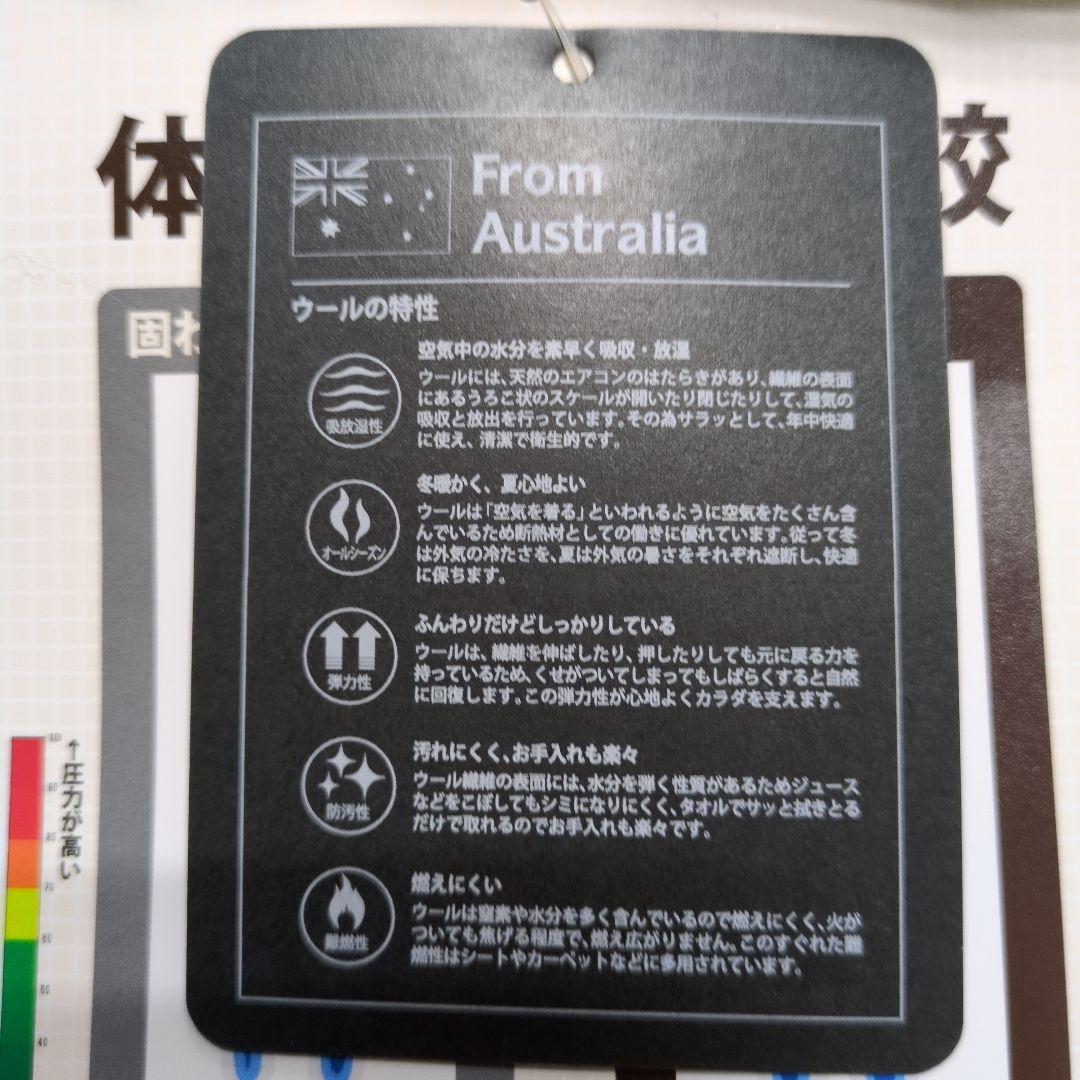 体
較
固わ
From
Australia
ウールの特性
空気中の水分を素早く吸収・放湿
ウールには、天然のエアコンのはたらきがあり、繊維の表面
にあるうろこ状のスケールが開いたり閉じたりして、湿気の
吸収と放出を行っています。その為サラッとして、年中快適
に使え、清潔で衛生的です。
吸放湿性
冬暖かく、夏心地よい
ウールは「空気を着る」といわれるように空気をたくさん含
んでいるため断熱材としての働きに優れています。従って冬
は外気の冷たさを、夏は外気の暑さをそれぞれ遮断し、快適
に保ちます。
オールシーズン
ふんわりだけどしっかりしている
ウールは、繊維を伸ばしたり、押したりしても元に戻る力を
持っているため、くせがついてしまってもしばらくすると自然
に回復します。この弾力性が心地よくカラダを支えます。
弾力性
汚れにくく、お手入れも楽々
ウール繊維の表面には、水分を弾く性質があるためジュース
などをこぼしてもシミになりにくく、タオルでサッと拭きとる
だけで取れるのでお手入れも楽々です。
防汚性
燃えにくい
ウールは窒素や水分を多く含んでいるので燃えにくく、火が
ついても焦げる程度で、燃え広がりません。このすぐれた難
燃性はシートやカーペットなどに多用されています。
難燃性
↑圧力が高い
80
70
60
50
40